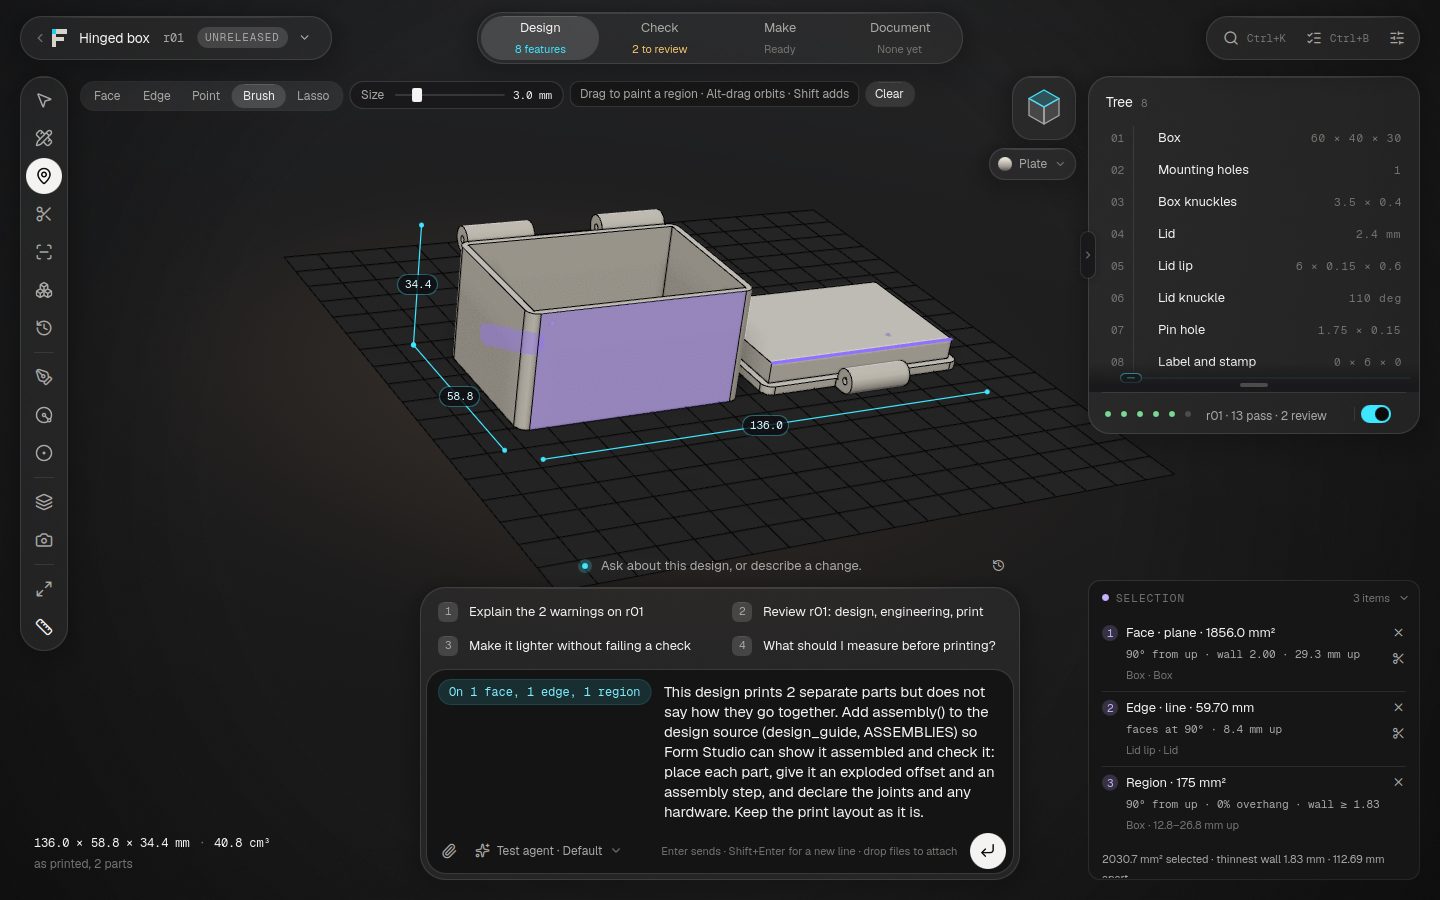 Hinged box r01 UNRELEASED
Design
8 features
Check
2 to review
Make
Ready
Document
None yet
Ctrl+K
Ctrl+B
Face
Edge
Point
Brush
Lasso
Size
3.0 mm
Drag to paint a region · Alt-drag orbits · Shift adds
Clear
Plate
Tree 8
01 Box 60 × 40 × 30
02 Mounting holes 1
03 Box knuckles 3.5 × 0.4
04 Lid 2.4 mm
05 Lid lip 6 × 0.15 × 0.6
06 Lid knuckle 110 deg
07 Pin hole 1.75 × 0.15
08 Label and stamp 0 × 6 × 0
r01 · 13 pass · 2 review
34.4
58.8
136.0
Ask about this design, or describe a change.
1 Explain the 2 warnings on r01
2 Review r01: design, engineering, print
3 Make it lighter without failing a check
4 What should I measure before printing?
On 1 face, 1 edge, 1 region
This design prints 2 separate parts but does not
say how they go together. Add assembly() to the
design source (design_guide, ASSEMBLIES) so
Form Studio can show it assembled and check it:
place each part, give it an exploded offset and an
assembly step, and declare the joints and any
hardware. Keep the print layout as it is.
Test agent · Default
Enter sends · Shift+Enter for a new line · drop files to attach
SELECTION 3 items
1 Face · plane · 1856.0 mm²
90° from up · wall 2.00 · 29.3 mm up
Box · Box
2 Edge · line · 59.70 mm
faces at 90° · 8.4 mm up
Lid lip · Lid
3 Region · 175 mm²
90° from up · 0% overhang · wall ≥ 1.83
Box · 12.8–26.8 mm up
2030.7 mm² selected · thinnest wall 1.83 mm · 112.69 mm
apart
136.0 × 58.8 × 34.4 mm · 40.8 cm³
as printed, 2 parts